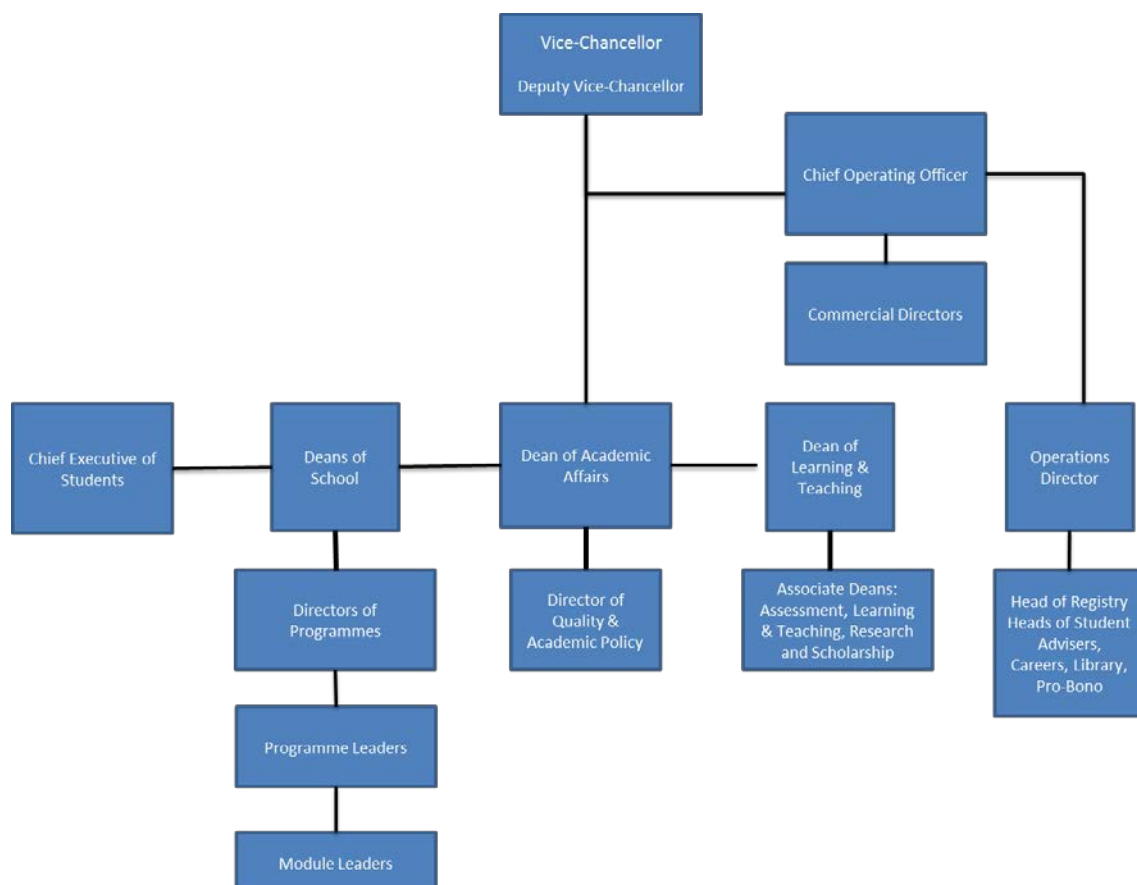 Vice-Chancellor
Deputy Vice-Chancellor
Chief Operating Officer
Commercial Directors
Chief Executive of
Students
Deans of
School
Dean of Academic
Affairs
Dean of
Learning &
Teaching
Operations
Director
Directors of
Programmes
Director of
Quality &
Academic Policy
Associate Deans:
Assessment, Learning
& Teaching, Research
and Scholarship
Head of Registry
Heads of Student
Advisers,
Careers, Library,
Pro-Bono
Programme Leaders
Module Leaders